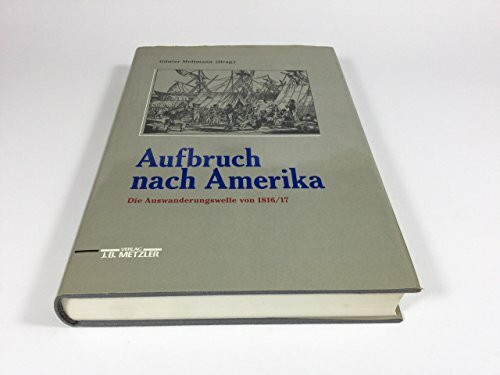 Günter Moltmann (Hrsg)
Aufbruch
nach Amerika
Die Auswanderungswelle von 1816/17
VERLAG
J.B. METZLER